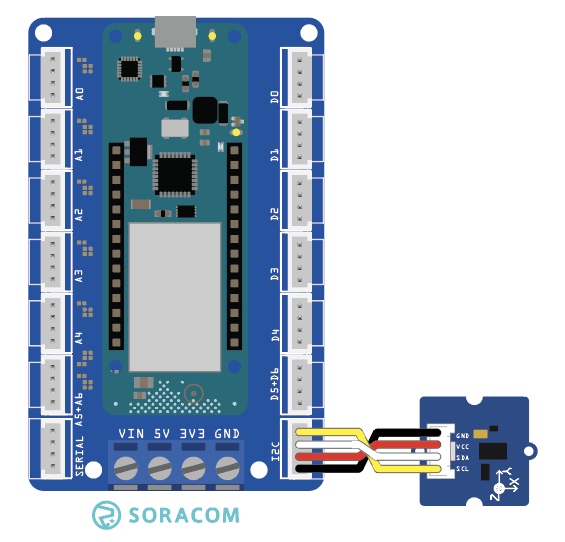 A0
A1
A2
A3
A4
A5+A6
SERIAL
D0
D1
D2
D3
D4
D5+D6
I2C
VIN 5V 3V3 GND
GND
VCC
SDA
SCL
Z
Y
X
SORACOM